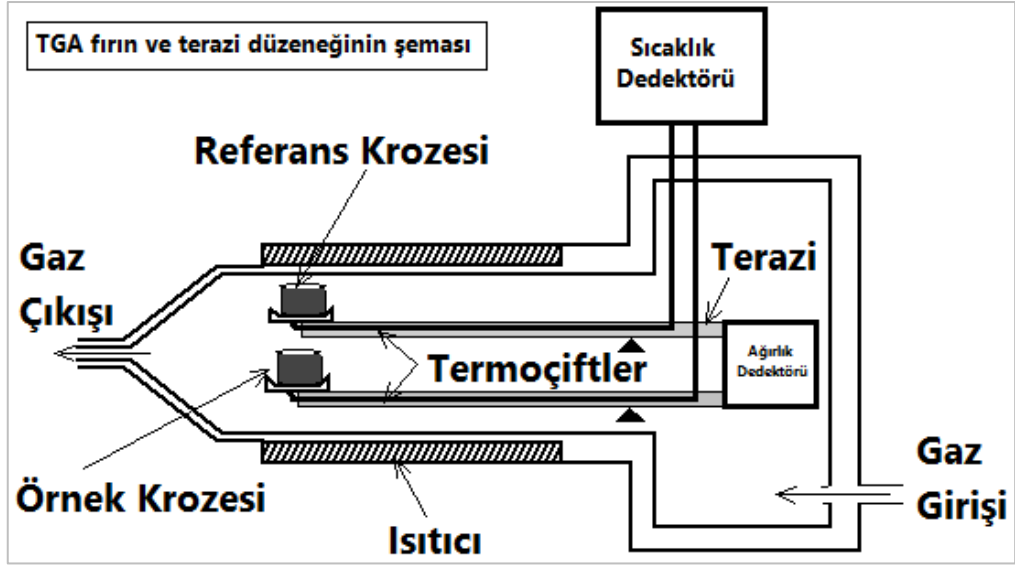 TGA fırın ve terazi düzeneğinin şeması
Sıcaklık
Dedektörü
Referans Krozesi
Gaz
Çıkışı
Terazi
Ağırlık
Dedektörü
Termoçiftler
Örnek Krozesi
Isıtıcı
Gaz
Girişi